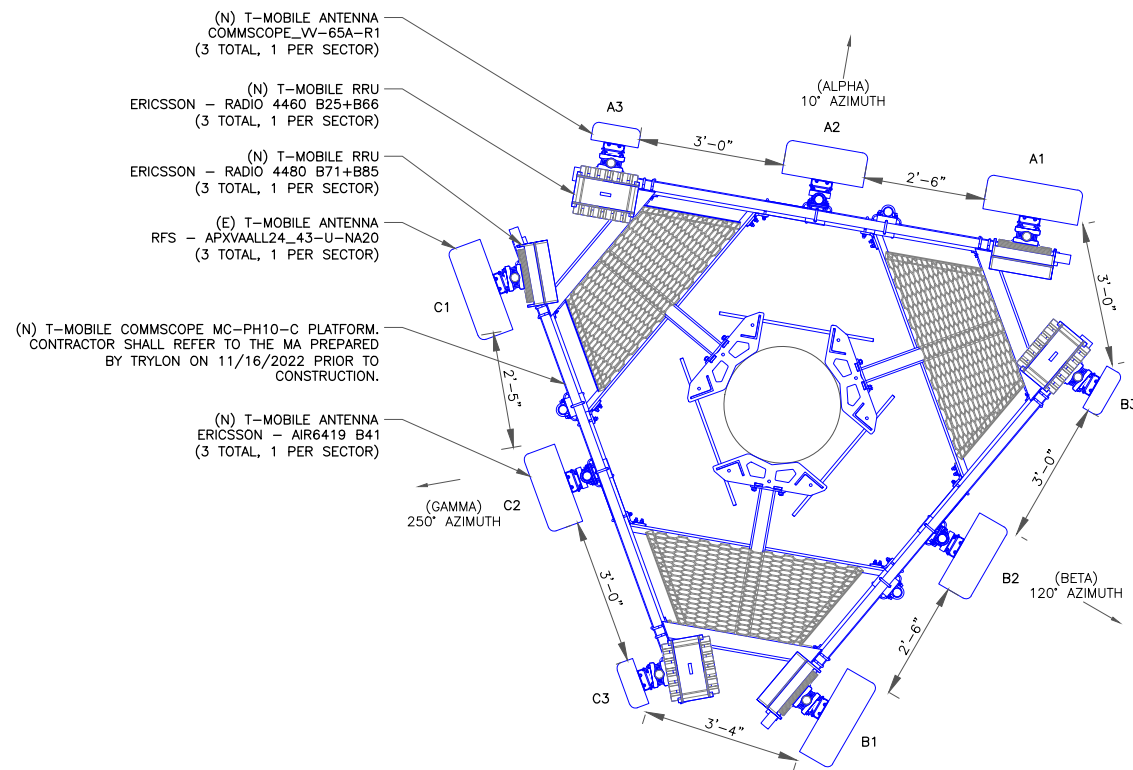 (N) T-MOBILE ANTENNA
COMMSCOPE_VV-65A-R1
(3 TOTAL, 1 PER SECTOR)
(N) T-MOBILE RRU
ERICSSON - RADIO 4460 B25+B66
(3 TOTAL, 1 PER SECTOR)
(N) T-MOBILE RRU
ERICSSON - RADIO 4480 B71+B85
(3 TOTAL, 1 PER SECTOR)
(E) T-MOBILE ANTENNA
RFS - APXVAALL24_43-U-NA20
(3 TOTAL, 1 PER SECTOR)
(N) T-MOBILE COMMSCOPE MC-PH10-C PLATFORM.
CONTRACTOR SHALL REFER TO THE MA PREPARED
BY TRYLON ON 11/16/2022 PRIOR TO
CONSTRUCTION.
(N) T-MOBILE ANTENNA
ERICSSON - AIR6419 B41
(3 TOTAL, 1 PER SECTOR)
(ALPHA)
10° AZIMUTH
A3
3'-0"
A2
2'-6"
A1
3'-0"
B3
3'-0"
B2
(BETA)
120° AZIMUTH
2'-6"
B1
3'-4"
C3
3'-0"
C2
(GAMMA)
250° AZIMUTH
2'-5"
C1